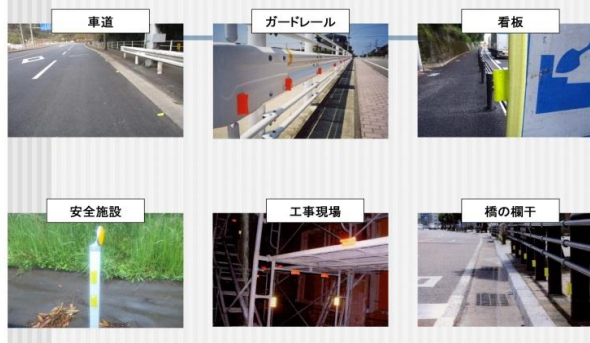 車道
ガードレール
看板
安全施設
工事現場
橋の欄干